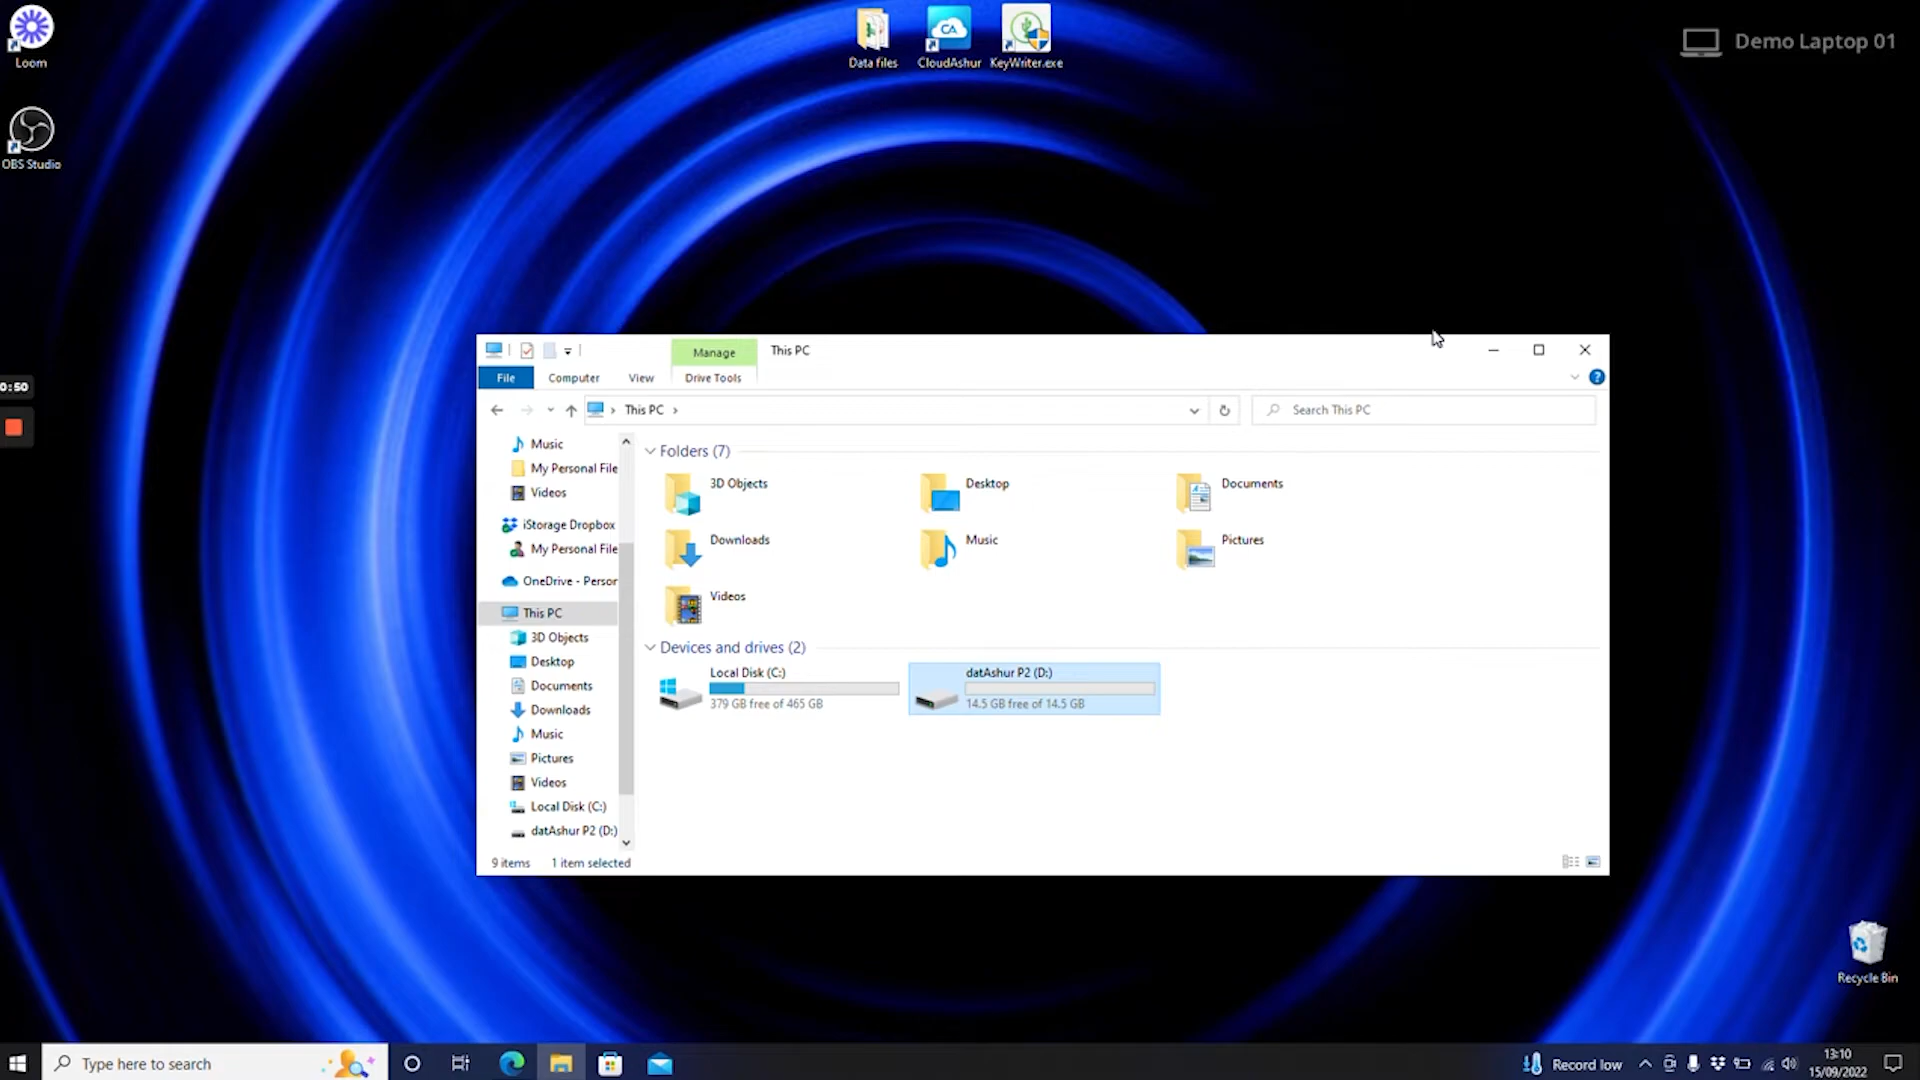 Loom
OBS Studio
Data files
CA
CloudAshur
KeyWriter.exe
Demo Laptop 01
0:50
Manage
This PC
File
Computer
View
Drive Tools
This PC
Search This PC
Music
My Personal File
Videos
iStorage Dropbox
My Personal File
OneDrive - Person
This PC
3D Objects
Desktop
Documents
Downloads
Music
Pictures
Videos
Local Disk (C:)
datAshur P2 (D:)
Folders (7)
3D Objects
Desktop
Documents
Downloads
Music
Pictures
Videos
Devices and drives (2)
Local Disk (C:)
379 GB free of 465 GB
datAshur P2 (D:)
14.5 GB free of 14.5 GB
9 items
1 item selected
Recycle Bin
Type here to search
Record low
13:10
15/09/2022